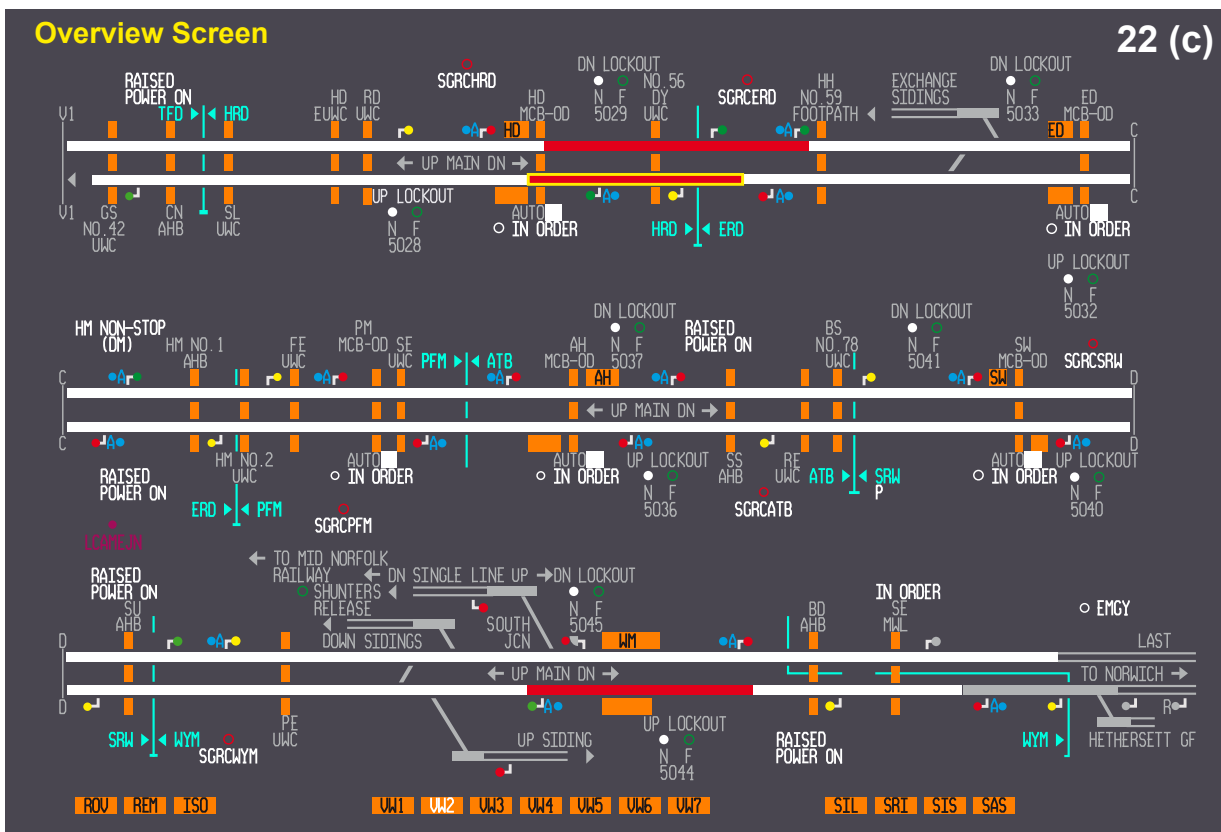 Overview Screen
22 (c)
RAISED
POWER ON
TFD HRD
HD
EUWC
RD
UWC
SGRCHRD
HD
MCB-OD
DN LOCKOUT
N F
5029
NO.56
DY
UWC
SGRCERD
HH
NO.59
FOOTPATH
EXCHANGE
SIDINGS
DN LOCKOUT
N F
5033
ED
MCB-OD
V1
A
HD
A
A
ED
C
← UP MAIN DN →
C
V1
GS
NO.42
UWC
CN
AHB
SL
UWC
UP LOCKOUT
N F
5028
AUTO
IN ORDER
A
A
HRD ERD
AUTO
IN ORDER
UP LOCKOUT
N F
5032
HM NON-STOP
(DM)
HM NO.1
AHB
FE
UWC
PM
MCB-OD
SE
UWC
PFM ATB
AH
MCB-OD
DN LOCKOUT
N F
5037
RAISED
POWER ON
BS
NO.78
UWC
DN LOCKOUT
N F
5041
SW
MCB-OD
SGRCSRW
C
A
A
A
AH
A
A
SW
D
← UP MAIN DN →
C
A
A
A
A
D
RAISED
POWER ON
HM NO.2
UWC
ERD PFM
AUTO
IN ORDER
SGRCPFM
AUTO
IN ORDER
UP LOCKOUT
N F
5036
SS
AHB
SGRCATB
RE
UWC
ATB SRW
P
AUTO
IN ORDER
UP LOCKOUT
N F
5040
LCAMEJN
RAISED
POWER ON
SU
AHB
← TO MID NORFOLK
RAILWAY
SHUNTERS
RELEASE
DOWN SIDINGS
← DN SINGLE LINE UP →
SOUTH
JCN
DN LOCKOUT
N F
5045
WM
BD
AHB
IN ORDER
SE
MWL
EMGY
D
A
A
LAST
← UP MAIN DN →
TO NORWICH →
D
A
A
R
SRW WYM
SGRCWYM
PE
UWC
UP SIDING
UP LOCKOUT
N F
5044
RAISED
POWER ON
WYM
HETHERSETT GF
ROV REM ISO VW1 VW2 VW3 VW4 VW5 VW6 VW7 SIL SRI SIS SAS